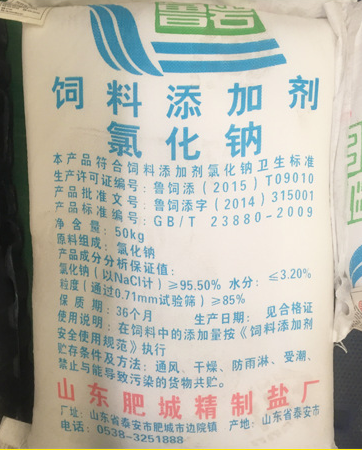 鲁岩
饲料添加剂
氯化钠
本产品符合饲料添加剂氯化钠卫生标准
生产许可证编号：鲁饲添（2015）T09010
产品批准文号：鲁饲添字（2014）315001
产品标准编号：GB/T 23880-2009
净含量：50kg
原料组成：氯化钠
产品成分分析保证值：
氯化钠（以NaCl计）≥95.50% 水分：≤3.20%
粒度（通过0.71mm试验筛）≥85%
保质期：36个月 生产日期：见合格证
使用说明：在饲料中的添加量按《饲料添加剂
安全使用规范》执行
贮存条件及方法：通风、干燥、防雨淋、受潮、
禁止与能导致污染的货物共贮。
山东肥城精制盐厂
厂址：山东省泰安市肥城市边院镇 产地：山东省泰安市
电话：0538-3251888